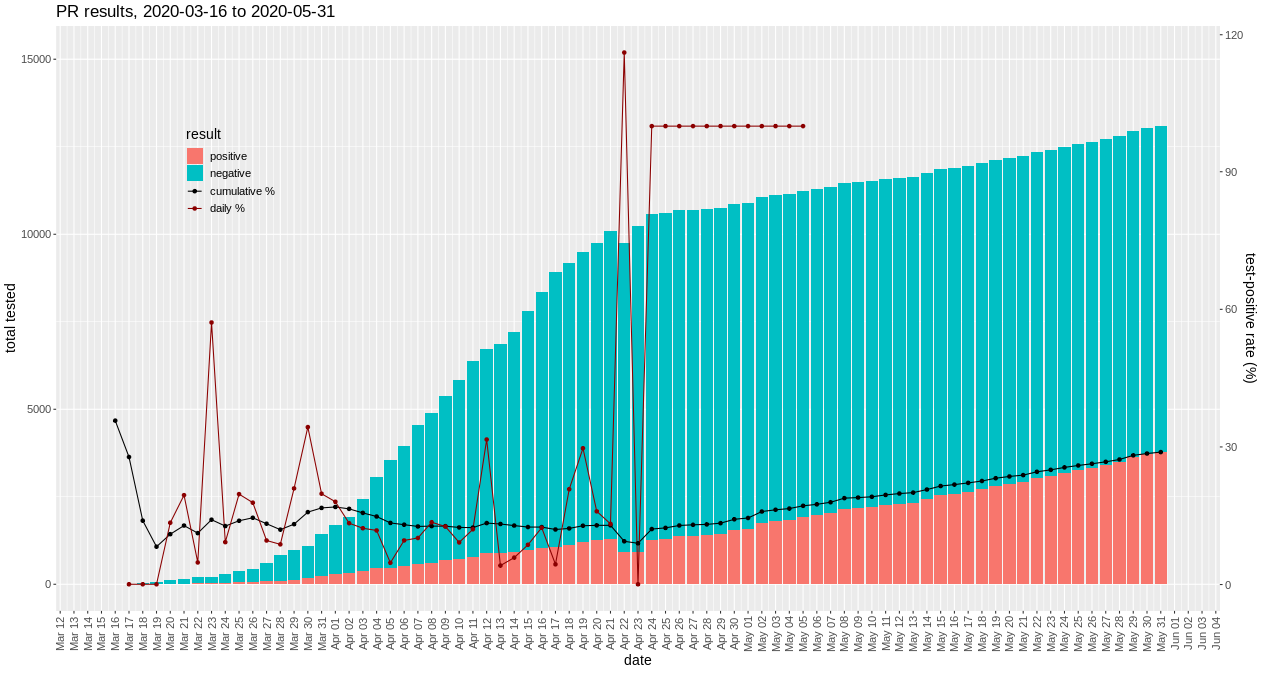 PR results, 2020-03-16 to 2020-05-31
120
15000
result
positive
90
negative
cumulative %
daily %
10000
total tested
test-positive rate (%)
60
5000
30
0
0
Mar 12
Mar 13
Mar 14
Mar 15
Mar 16
Mar 17
Mar 18
Mar 19
Mar 20
Mar 21
Mar 22
Mar 23
Mar 24
Mar 25
Mar 26
Mar 27
Mar 28
Mar 29
Mar 30
Mar 31
Apr 01
Apr 02
Apr 03
Apr 04
Apr 05
Apr 06
Apr 07
Apr 08
Apr 09
Apr 10
Apr 11
Apr 12
Apr 13
Apr 14
Apr 15
Apr 16
Apr 17
Apr 18
Apr 19
Apr 20
Apr 21
Apr 22
Apr 23
Apr 24
Apr 26
Apr 27
Apr 28
Apr 29
Apr 30
May 01
May 02
May 03
May 04
May 05
May 07
May 08
May 09
May 10
May 11
May 12
May 13
May 14
May 15
May 16
May 17
May 18
May 19
May 20
May 21
May 22
May 23
May 24
May 25
May 26
May 27
May 28
May 29
May 30
May 31
Jun 01
Jun 02
Jun 03
Jun 04
date